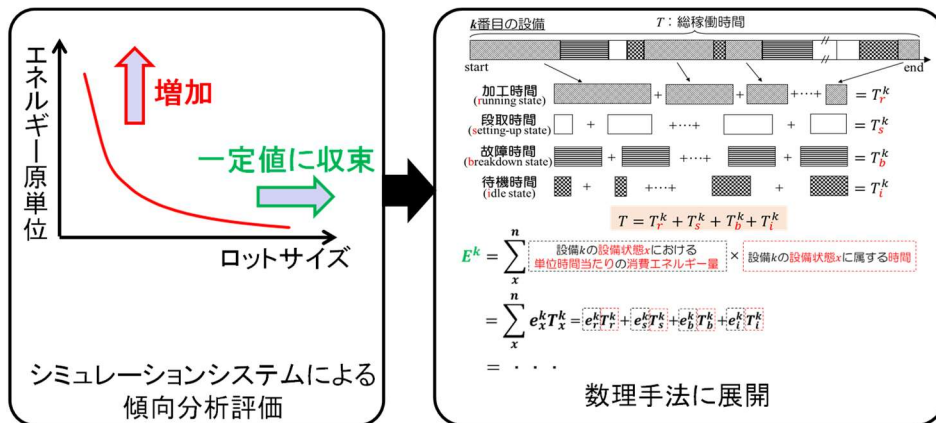 エネルギー原単位
増加
一定値に収束
ロットサイズ
シミュレーションシステムによる
傾向分析評価
k番目の設備
T：総稼働時間
start
end
加工時間
(running state)
+ + +⋯+ = T_r^k
段取時間
(setting-up state)
+ +⋯+ + = T_s^k
故障時間
(breakdown state)
+ +⋯+ + = T_b^k
待機時間
(idle state)
+ +⋯+ + = T_i^k
T = T_r^k + T_s^k + T_b^k + T_i^k
E^k = ∑_x^n 設備kの設備状態xにおける単位時間当たりの消費エネルギー量 × 設備kの設備状態xに属する時間
= ∑_x^n e_x^k T_x^k = e_r^k T_r^k + e_s^k T_s^k + e_b^k T_b^k + e_i^k T_i^k
= ・・・
数理手法に展開